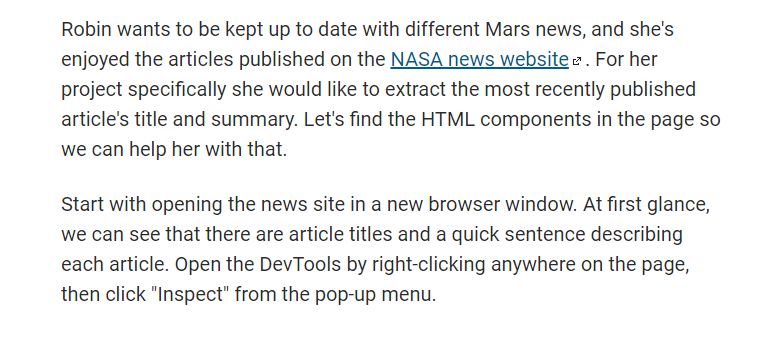 Robin wants to be kept up to date with different Mars news, and she's
enjoyed the articles published on the NASA news website. For her
project specifically she would like to extract the most recently published
article's title and summary. Let's find the HTML components in the page so
we can help her with that.
Start with opening the news site in a new browser window. At first glance,
we can see that there are article titles and a quick sentence describing
each article. Open the DevTools by right-clicking anywhere on the page,
then click "Inspect" from the pop-up menu.